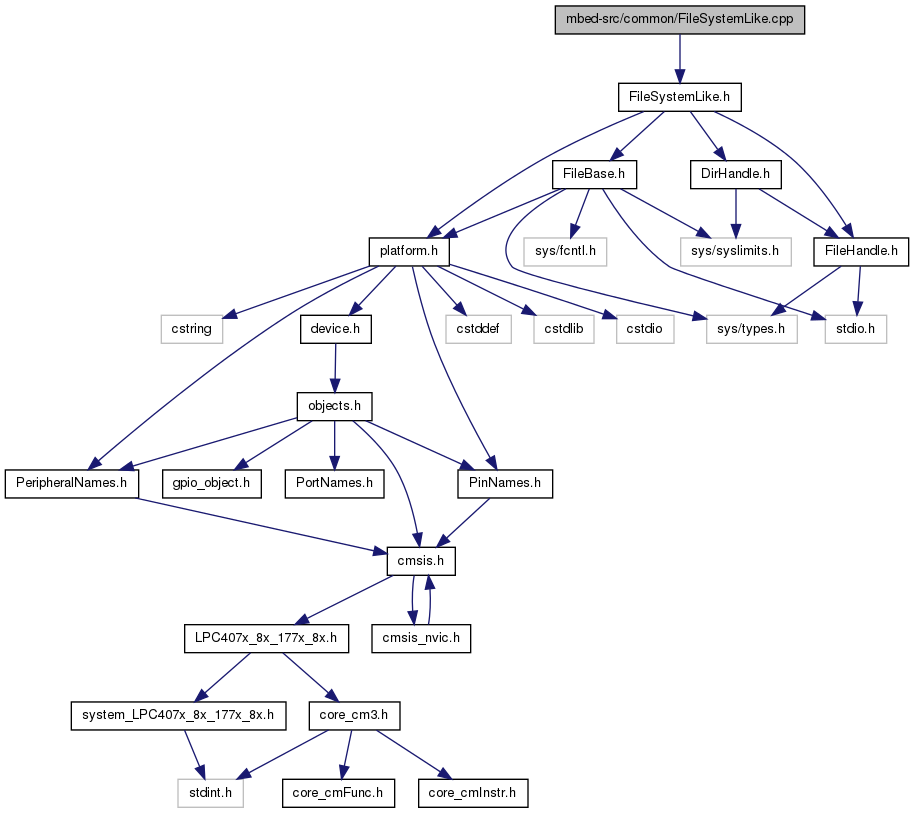 mbed-src/common/FileSystemLike.cpp
FileSystemLike.h
FileBase.h
DirHandle.h
platform.h
sys/fcntl.h
sys/syslimits.h
FileHandle.h
cstring
device.h
cstddef
cstdlib
cstdio
sys/types.h
stdio.h
objects.h
PeripheralNames.h
gpio_object.h
PortNames.h
PinNames.h
cmsis.h
LPC407x_8x_177x_8x.h
cmsis_nvic.h
system_LPC407x_8x_177x_8x.h
core_cm3.h
stdint.h
core_cmFunc.h
core_cmInstr.h